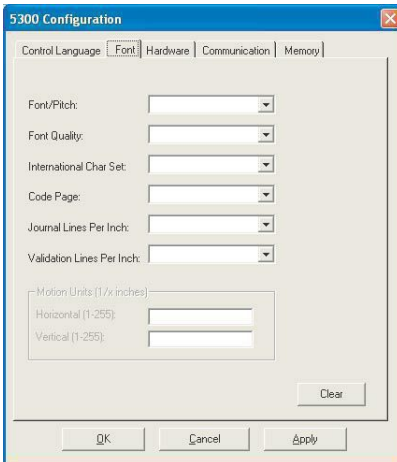 5300 Configuration
Control Language Font Hardware Communication Memory
Font/Pitch:
Font Quality:
International Char Set:
Code Page:
Journal Lines Per Inch:
Validation Lines Per Inch:
Motion Units (1/x inches)
Horizontal (1-255):
Vertical (1-255):
Clear
OK Cancel Apply